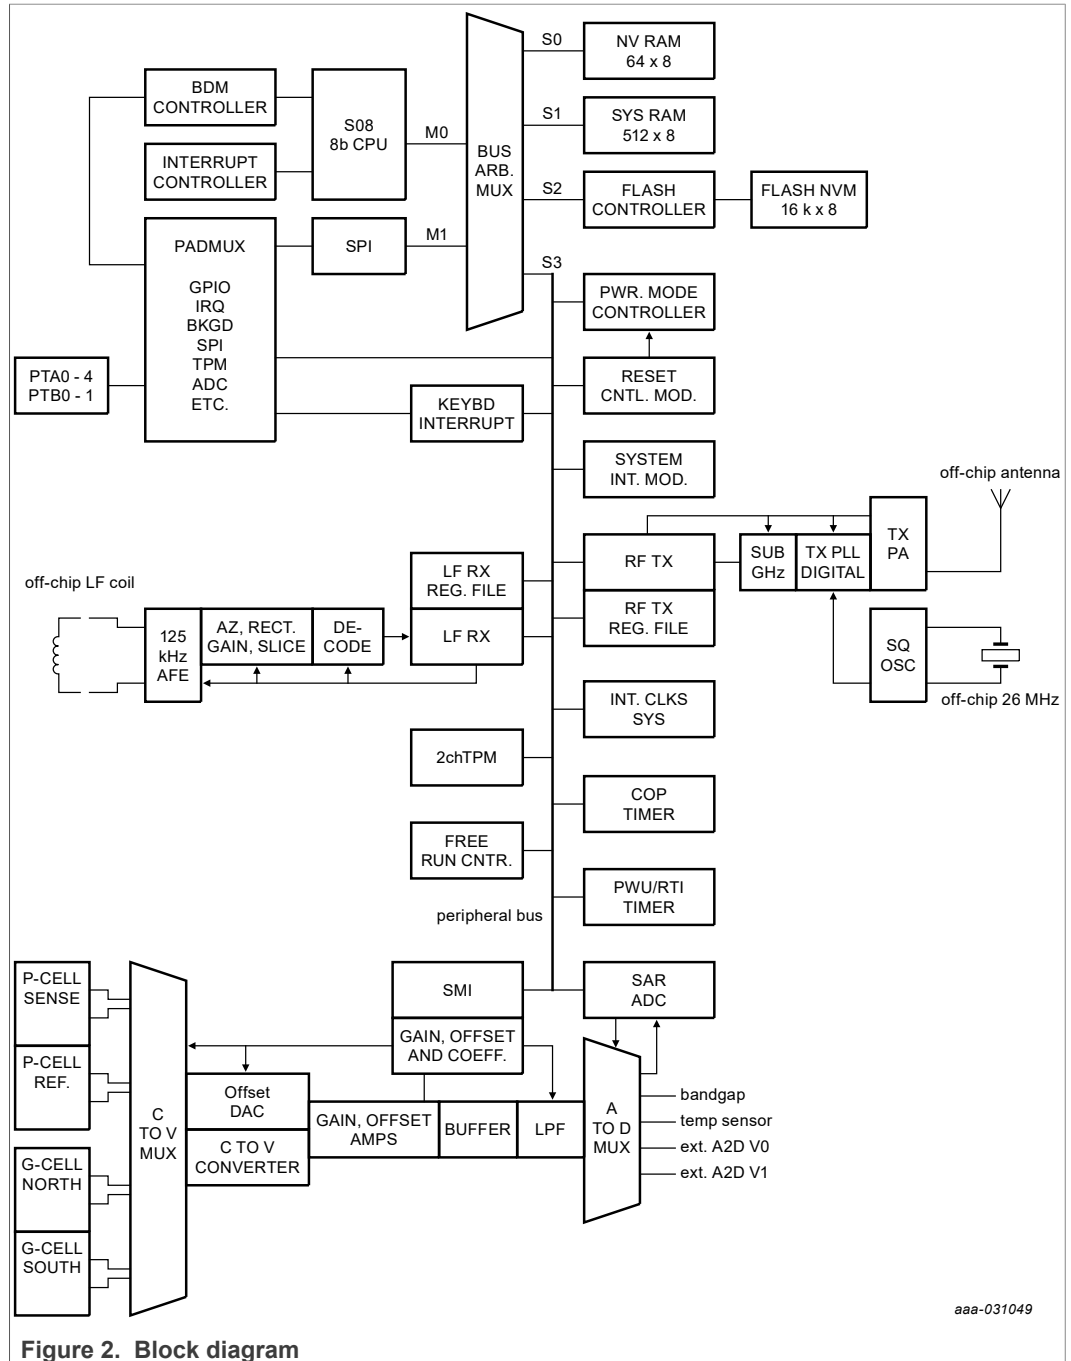 BDM
CONTROLLER
INTERRUPT
CONTROLLER
S08
8b CPU
M0
BUS
ARB.
MUX
S0
NV RAM
64 x 8
S1
SYS RAM
512 x 8
S2
FLASH
CONTROLLER
FLASH NVM
16 k x 8
PADMUX
GPIO
IRQ
BKGD
SPI
TPM
ADC
ETC.
SPI
M1
S3
PWR. MODE
CONTROLLER
PTA0 - 4
PTB0 - 1
RESET
CNTL. MOD.
KEYBD
INTERRUPT
SYSTEM
INT. MOD.
off-chip antenna
RF TX
SUB
GHz
TX PLL
DIGITAL
TX
PA
LF RX
REG. FILE
RF TX
REG. FILE
off-chip LF coil
125
kHz
AFE
AZ, RECT.
GAIN, SLICE
DE-
CODE
LF RX
SQ
OSC
off-chip 26 MHz
INT. CLKS
SYS
2chTPM
COP
TIMER
FREE
RUN CNTR.
PWU/RTI
TIMER
peripheral bus
P-CELL
SENSE
SMI
SAR
ADC
GAIN, OFFSET
AND COEFF.
P-CELL
REF.
C
TO V
MUX
Offset
DAC
C TO V
CONVERTER
GAIN, OFFSET
AMPS
BUFFER
LPF
A
TO D
MUX
bandgap
temp sensor
ext. A2D V0
ext. A2D V1
G-CELL
NORTH
G-CELL
SOUTH
aaa-031049
Figure 2. Block diagram